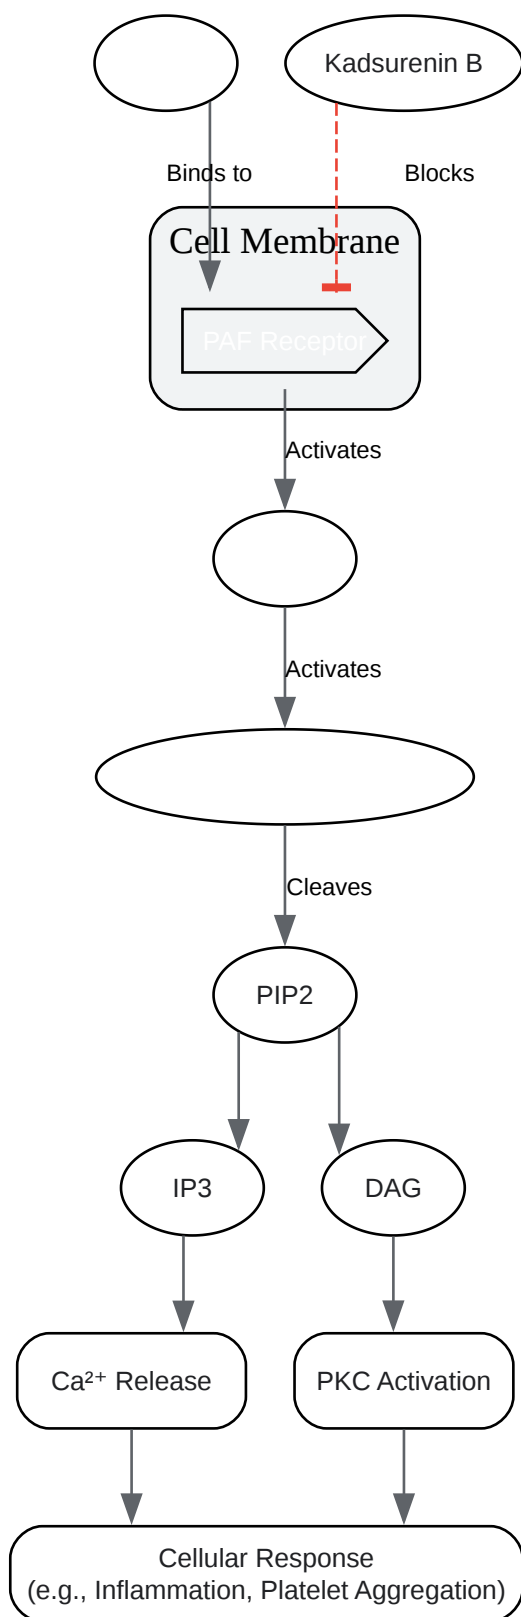 Kadsurenin B
Binds to
Blocks
Cell Membrane
PAF Receptor
Activates
Activates
Cleaves
PIP2
IP3
DAG
Ca²⁺ Release
PKC Activation
Cellular Response
(e.g., Inflammation, Platelet Aggregation)